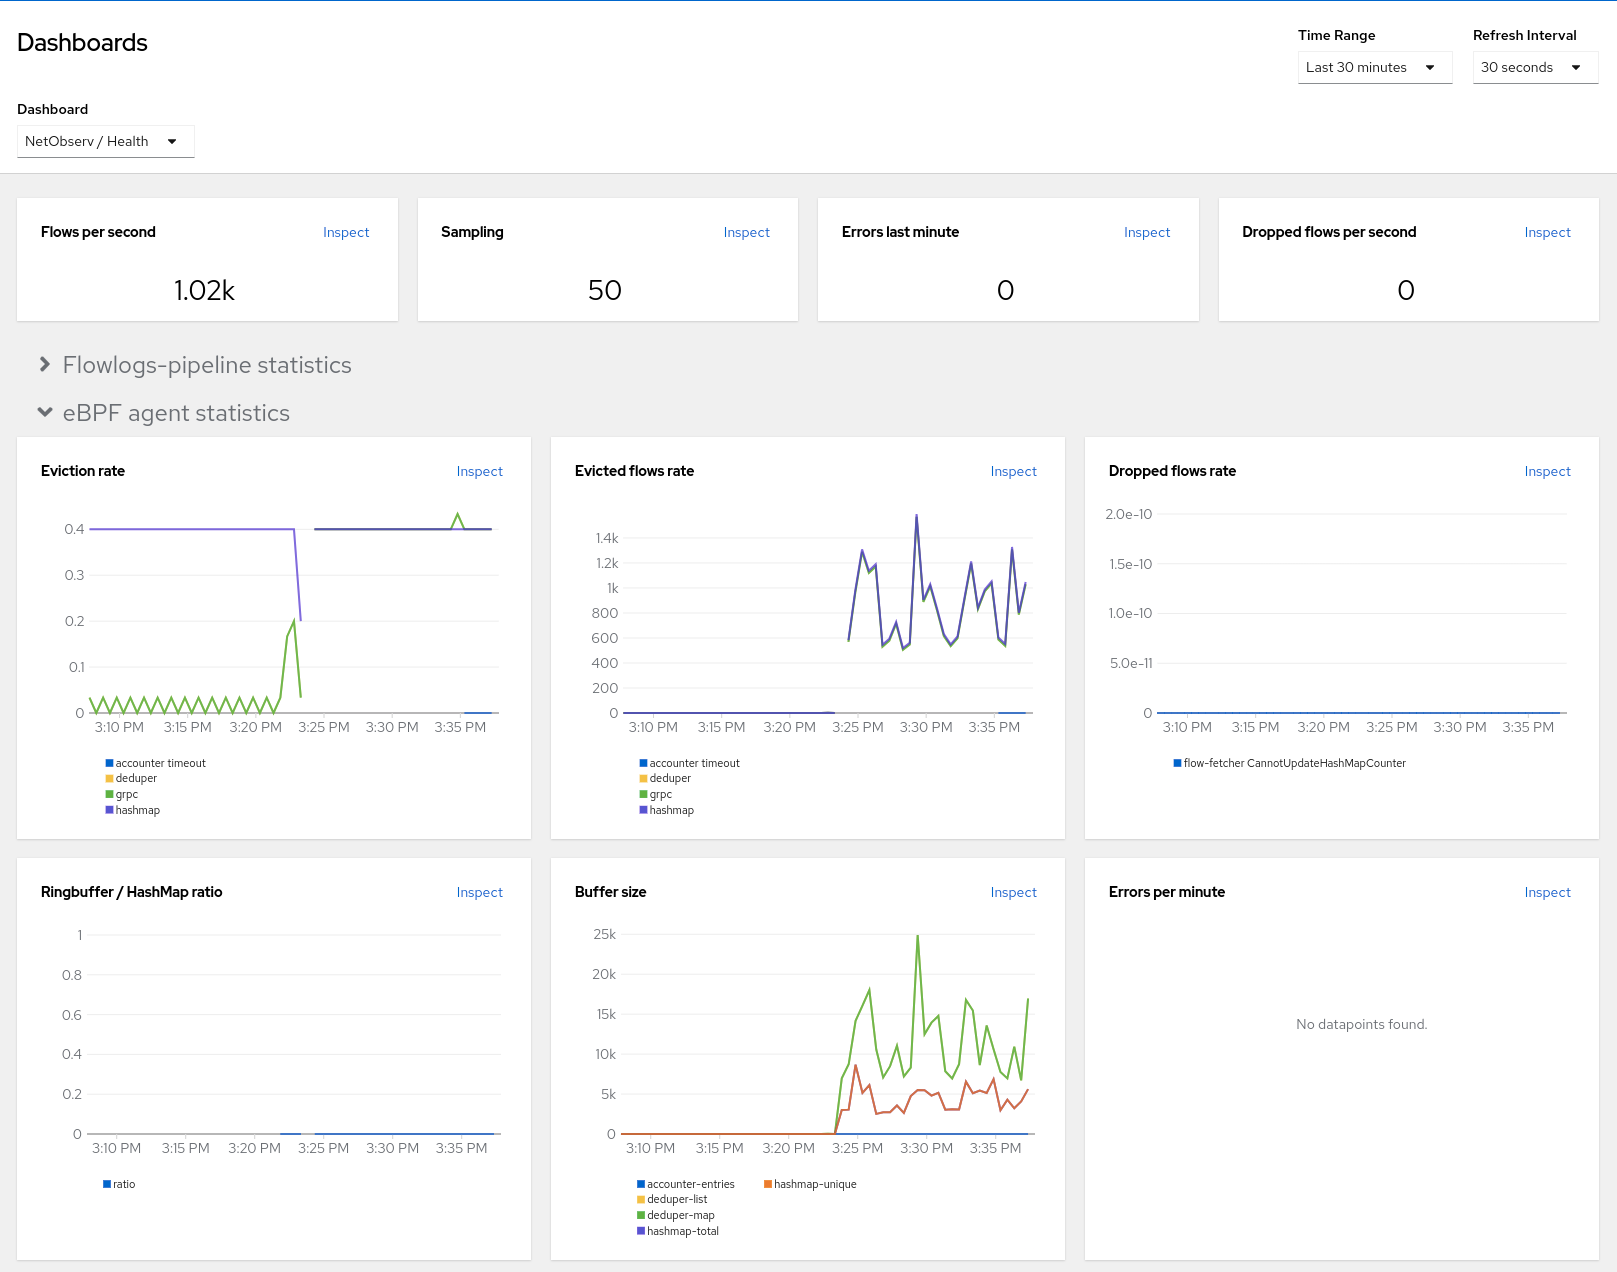 Dashboards
Time Range
Refresh Interval
Last 30 minutes
30 seconds
Dashboard
NetObserv / Health
Flows per second
Inspect
1.02k
Sampling
Inspect
50
Errors last minute
Inspect
0
Dropped flows per second
Inspect
0
Flowlogs-pipeline statistics
eBPF agent statistics
Eviction rate
Inspect
0.4
0.3
0.2
0.1
0
3:10 PM 3:15 PM 3:20 PM 3:25 PM 3:30 PM 3:35 PM
accounter timeout
deduper
grpc
hashmap
Evicted flows rate
Inspect
1.4k
1.2k
1k
800
600
400
200
0
3:10 PM 3:15 PM 3:20 PM 3:25 PM 3:30 PM 3:35 PM
accounter timeout
deduper
grpc
hashmap
Dropped flows rate
Inspect
2.0e-10
1.5e-10
1.0e-10
5.0e-11
0
3:10 PM 3:15 PM 3:20 PM 3:25 PM 3:30 PM 3:35 PM
flow-fetcher CannotUpdateHashMapCounter
Ringbuffer / HashMap ratio
Inspect
1
0.8
0.6
0.4
0.2
0
3:10 PM 3:15 PM 3:20 PM 3:25 PM 3:30 PM 3:35 PM
ratio
Buffer size
Inspect
25k
20k
15k
10k
5k
0
3:10 PM 3:15 PM 3:20 PM 3:25 PM 3:30 PM 3:35 PM
accounter-entries hashmap-unique
deduper-list
deduper-map
hashmap-total
Errors per minute
Inspect
No datapoints found.